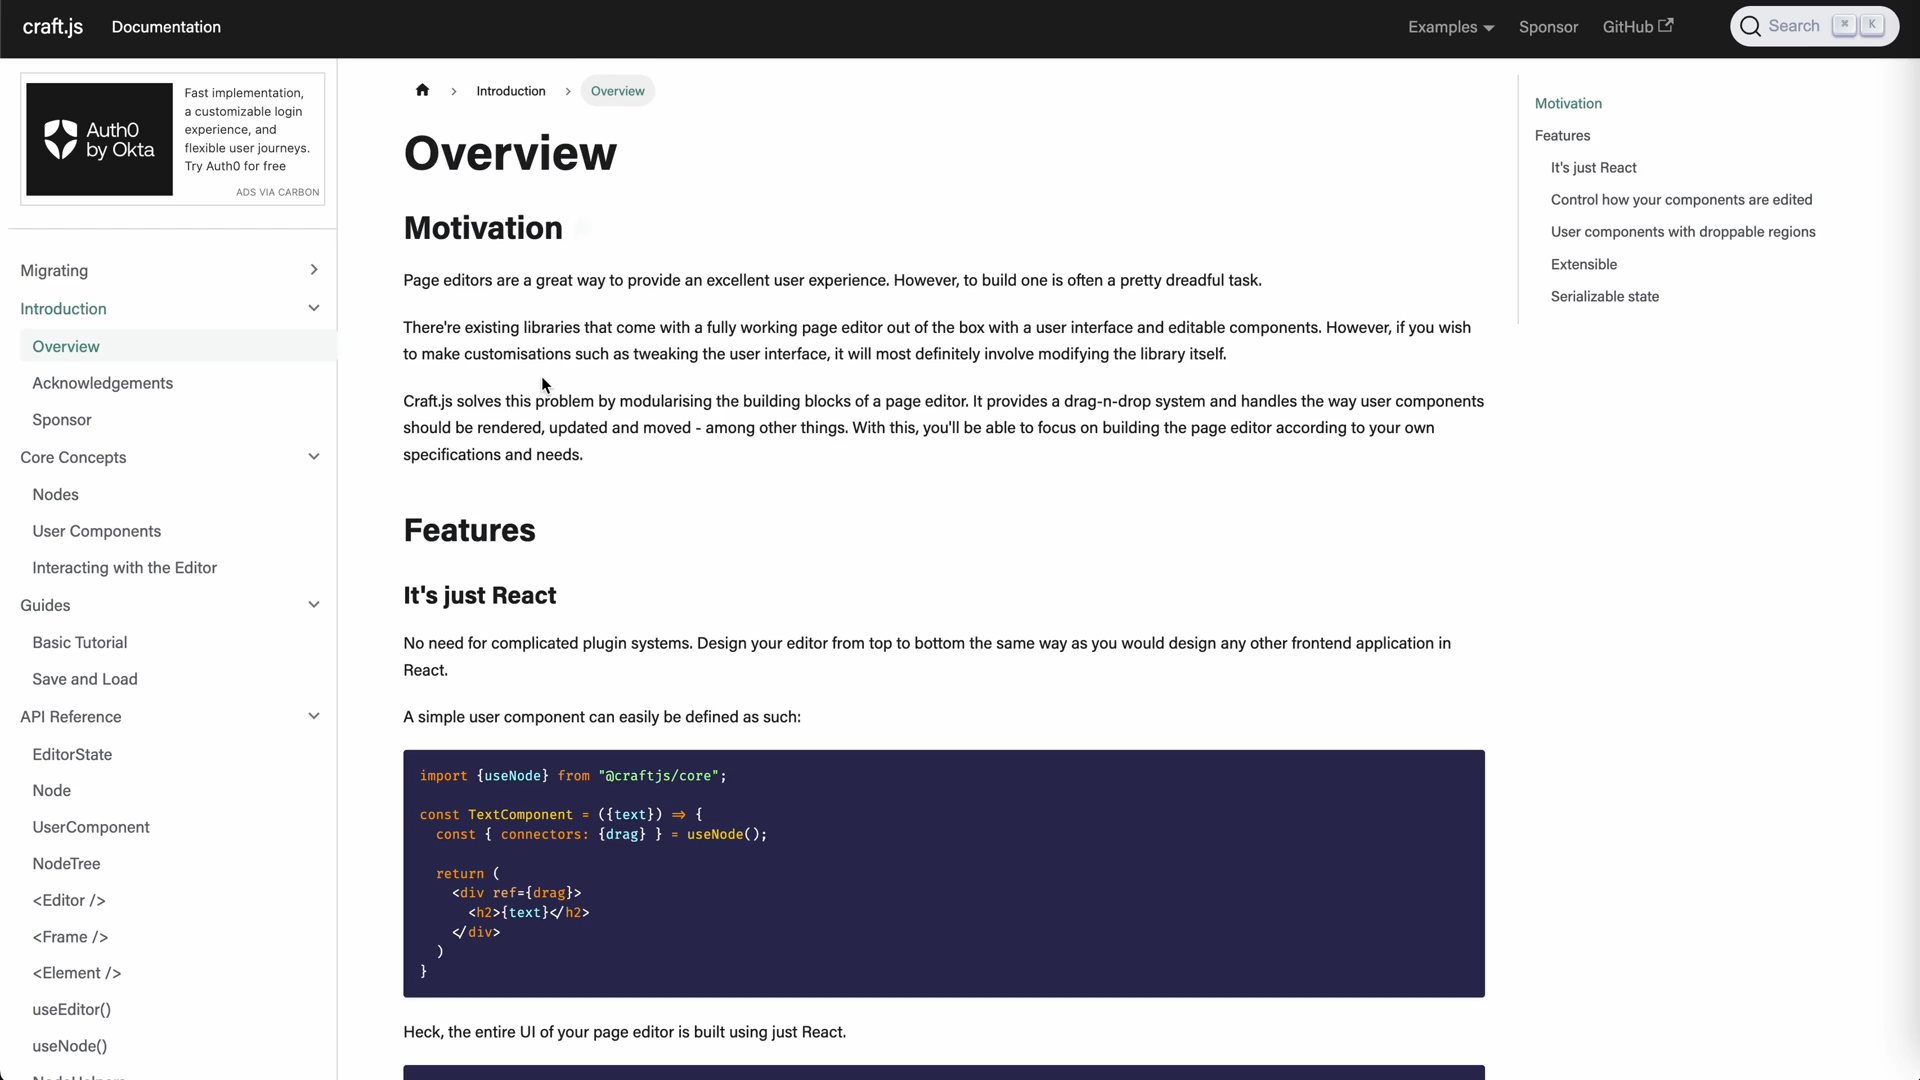 craft.js Documentation Examples Sponsor GitHub Search ⌘ K
Fast implementation,
a customizable login
experience, and
flexible user journeys.
Try Auth0 for free
Auth0
by Okta
ADS VIA CARBON
Migrating
Introduction
Overview
Acknowledgements
Sponsor
Core Concepts
Nodes
User Components
Interacting with the Editor
Guides
Basic Tutorial
Save and Load
API Reference
EditorState
Node
UserComponent
NodeTree
<Editor />
<Frame />
<Element />
useEditor()
useNode()
Introduction Overview
Overview
Motivation
Page editors are a great way to provide an excellent user experience. However, to build one is often a pretty dreadful task.
There're existing libraries that come with a fully working page editor out of the box with a user interface and editable components. However, if you wish
to make customisations such as tweaking the user interface, it will most definitely involve modifying the library itself.
Craft.js solves this problem by modularising the building blocks of a page editor. It provides a drag-n-drop system and handles the way user components
should be rendered, updated and moved - among other things. With this, you'll be able to focus on building the page editor according to your own
specifications and needs.
Features
It's just React
No need for complicated plugin systems. Design your editor from top to bottom the same way as you would design any other frontend application in
React.
A simple user component can easily be defined as such:
import {useNode} from "@craftjs/core";
const TextComponent = ({text}) => {
const { connectors: {drag} } = useNode();
return (
<div ref={drag}>
<h2>{text}</h2>
</div>
)
}
Heck, the entire UI of your page editor is built using just React.
Motivation
Features
It's just React
Control how your components are edited
User components with droppable regions
Extensible
Serializable state